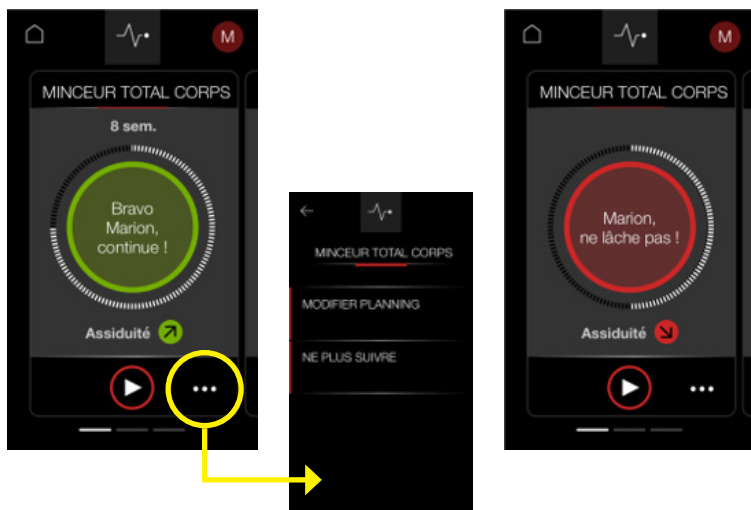 M
MINCEUR TOTAL CORPS
8 sem.
Bravo
Marion,
continue !
Assiduité
MINCEUR TOTAL CORPS
MODIFIER PLANNING
NE PLUS SUIVRE
M
MINCEUR TOTAL CORPS
Marion,
ne lâche pas !
Assiduité